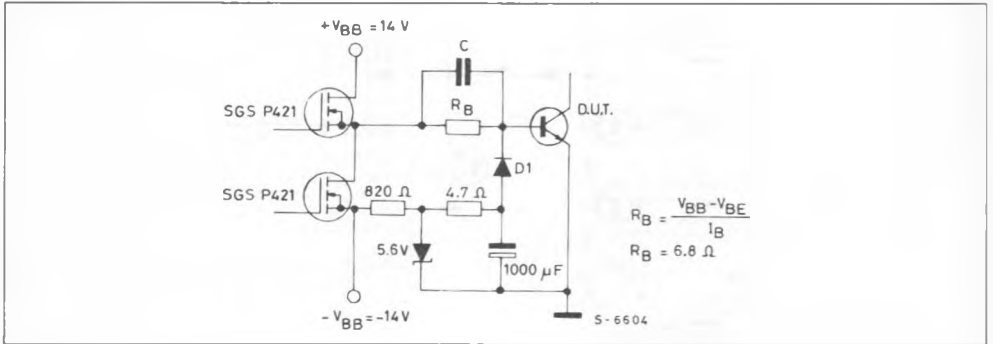 +VBB = 14 V
C
SGS P421
RB
D.U.T.
D1
SGS P421
820 Ω
4.7 Ω
5.6V
1000 µF
RB = VBB-VBE
IB
RB = 6.8 Ω
- VBB = -14V
S-6604